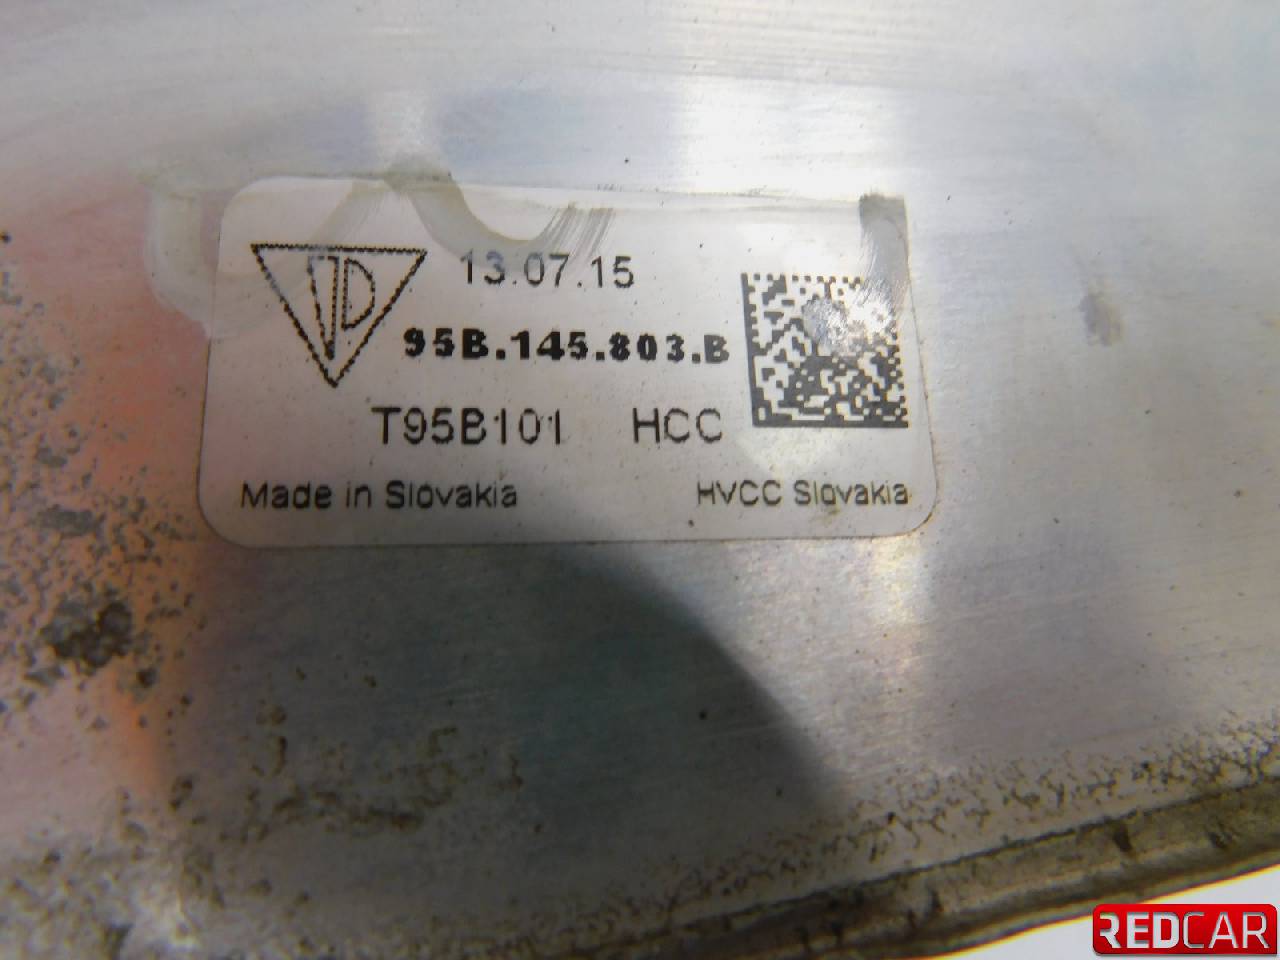 13.07.15
95B.145.803.B
T95B101 HCC
Made in Slovakia HVCC Slovakia
REDCAR